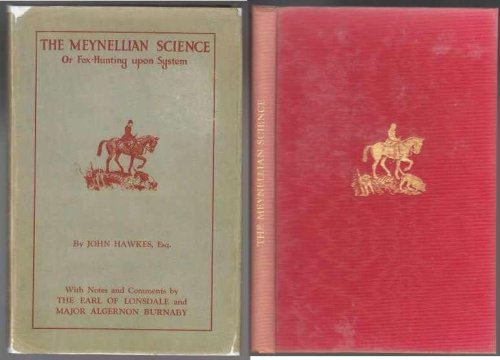 THE MEYNELLIAN SCIENCE
Or Fox-Hunting upon System
By JOHN HAWKES, Esq.
With Notes and Comments by
THE EARL OF LONSDALE and
MAJOR ALGERNON BURNABY
THE MEYNELLIAN SCIENCE